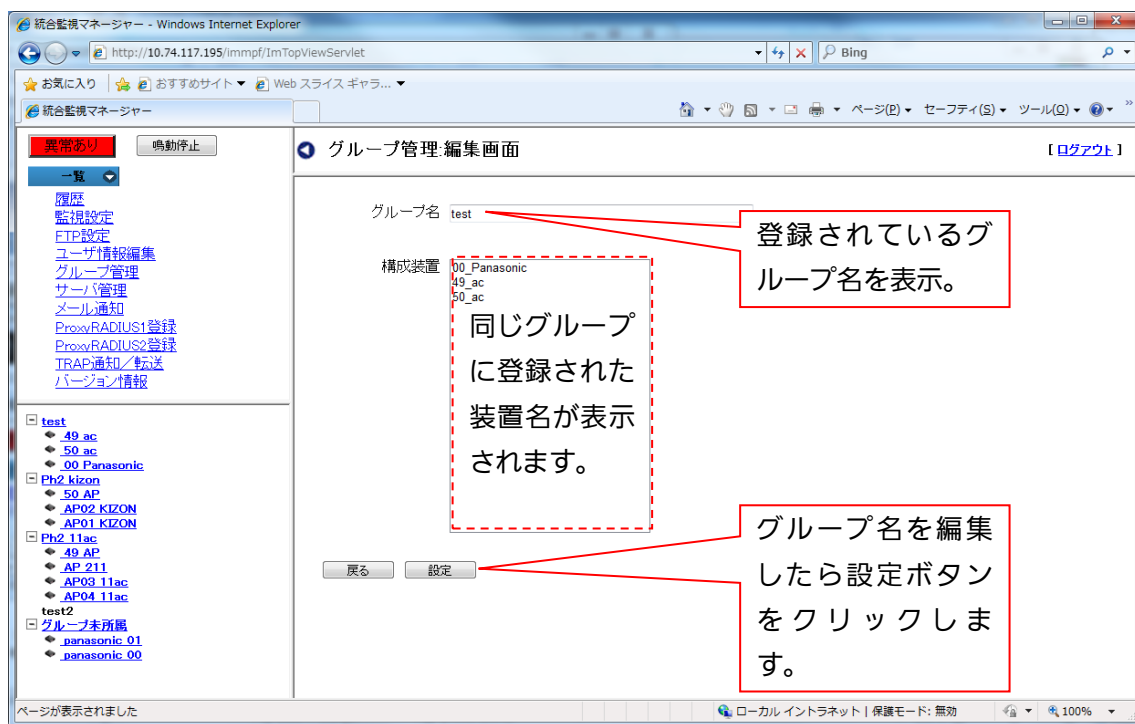 統合監視マネージャー - Windows Internet Explorer
http://10.74.117.195/immpf/ImTopViewServlet
Bing
お気に入り
おすすめサイト ▼
Web スライス ギャラ... ▼
統合監視マネージャー
ページ(P) ▼ セーフティ(S) ▼ ツール(O) ▼ »
異常あり
鳴動停止
一覧
履歴
監視設定
FTP設定
ユーザ情報編集
グループ管理
サーバ管理
メール通知
ProxyRADIUS1登録
ProxyRADIUS2登録
TRAP通知／転送
バージョン情報
test
49 ac
50 ac
00 Panasonic
Ph2 kizon
50 AP
AP02 KIZON
AP01 KIZON
Ph2 11ac
49 AP
AP 211
AP03 11ac
AP04 11ac
test2
グループ未所属
panasonic 01
panasonic 00
グループ管理:編集画面
[ ログアウト ]
グループ名 test
登録されているグ
ループ名を表示。
構成装置
00_Panasonic
49_ac
50_ac
同じグループ
に登録された
装置名が表示
されます。
戻る
設定
グループ名を編集
したら設定ボタン
をクリックしま
す。
ページが表示されました
ローカル イントラネット | 保護モード: 無効
100%